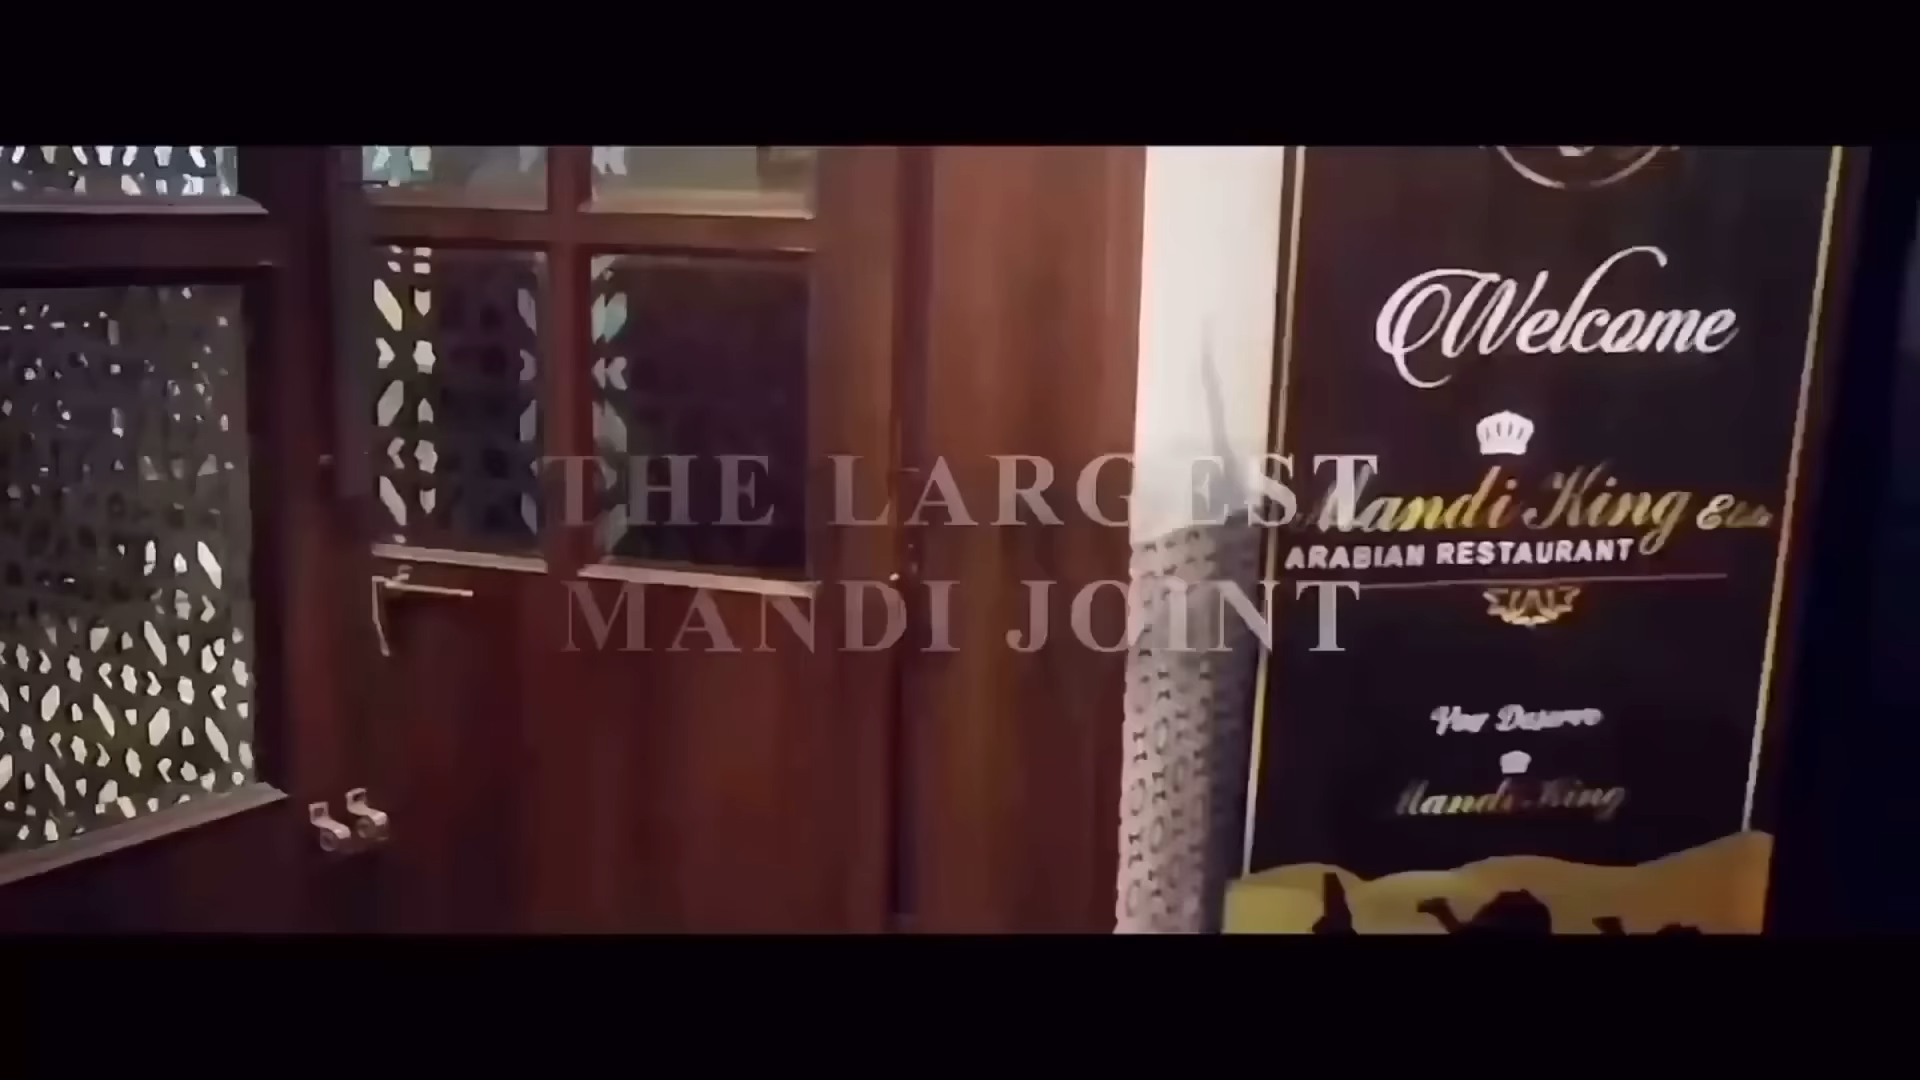 THE LARGEST
MANDI JOINT
Welcome
Mandi King
ARABIAN RESTAURANT
You Deserve
Mandi King